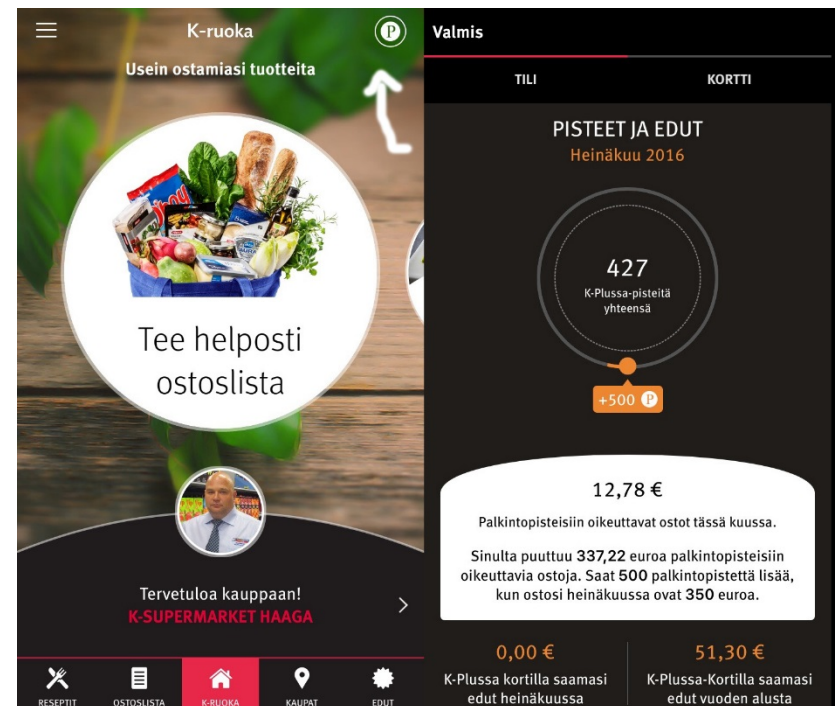 K-ruoka
P
Usein ostamiasi tuotteita
Tee helposti
ostoslista
Tervetuloa kauppaan!
K-SUPERMARKET HAAGA
RESEPTIT
OSTOSLISTA
K-RUOKA
KAUPAT
EDUT
Valmis
TILI
KORTTI
PISTEET JA EDUT
Heinäkuu 2016
427
K-Plussa-pisteitä
yhteensä
+500 P
12,78 €
Palkintopisteisiin oikeuttavat ostot tässä kuussa.
Sinulta puuttuu 337,22 euroa palkintopisteisiin
oikeuttavia ostoja. Saat 500 palkintopistettä lisää,
kun ostosi heinäkuussa ovat 350 euroa.
0,00 €
K-Plussa kortilla saamasi
edut heinäkuussa
51,30 €
K-Plussa-Kortilla saamasi
edut vuoden alusta